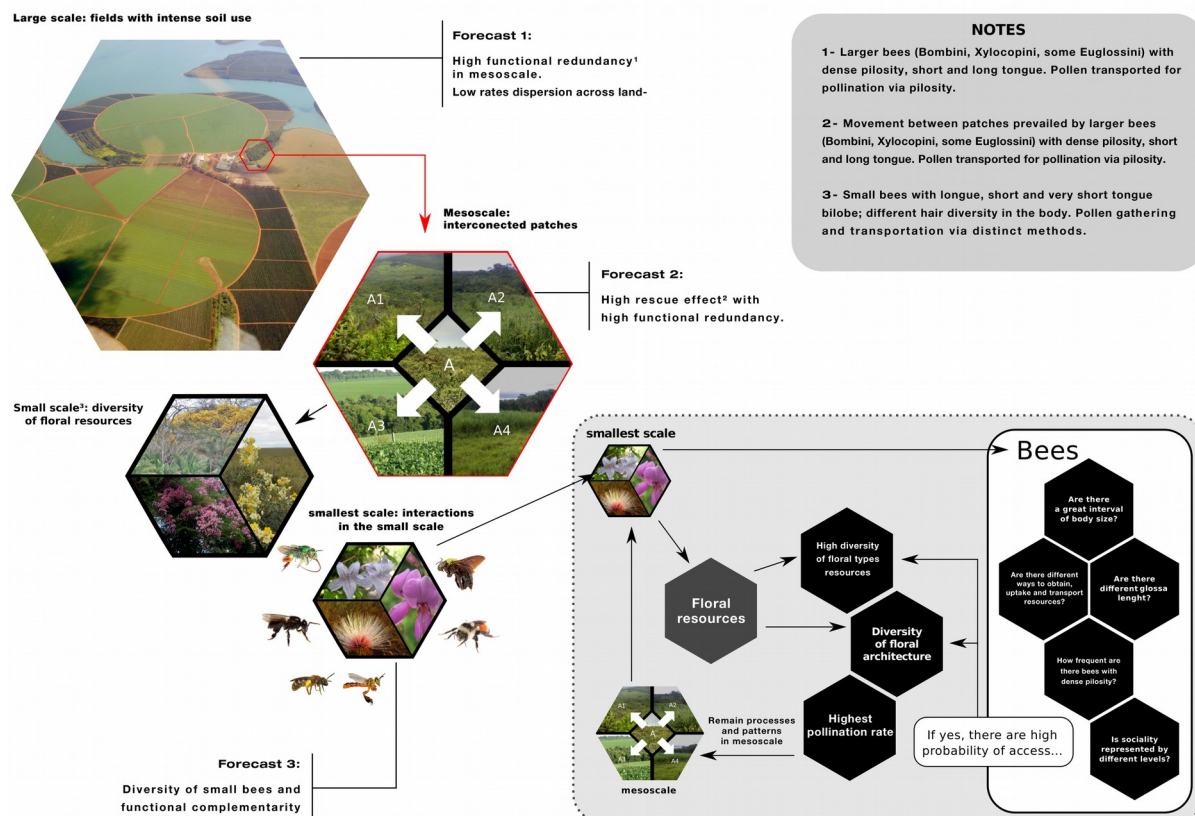 Large scale: fields with intense soil use
Forecast 1:
High functional redundancy¹
in mesoscale.
Low rates dispersion across land-
NOTES
1- Larger bees (Bombini, Xylocopini, some Euglossini) with
dense pilosity, short and long tongue. Pollen transported for
pollination via pilosity.
2- Movement between patches prevailed by larger bees
(Bombini, Xylocopini, some Euglossini) with dense pilosity, short
and long tongue. Pollen transported for pollination via pilosity.
3- Small bees with longue, short and very short tongue
bilobe; different hair diversity in the body. Pollen gathering
and transportation via distinct methods.
Mesoscale:
interconected patches
A1
A2
A
A3
A4
Forecast 2:
High rescue effect² with
high functional redundancy.
Small scale³: diversity
of floral resources
smallest scale: interactions
in the small scale
Forecast 3:
Diversity of small bees and
functional complementarity
smallest scale
Floral
resources
High diversity
of floral types
resources
Diversity
of floral
architecture
Highest
pollination rate
Remain processes
and patterns
in mesoscale
A1
A2
A
A3
A4
mesoscale
If yes, there are high
probability of access...
Bees
Are there
a great interval
of body size?
Are there different
ways to obtain,
uptake and transport
resources?
Are there
different glossa
lenght?
How frequent are
there bees with
dense pilosity?
Is sociality
represented by
different levels?